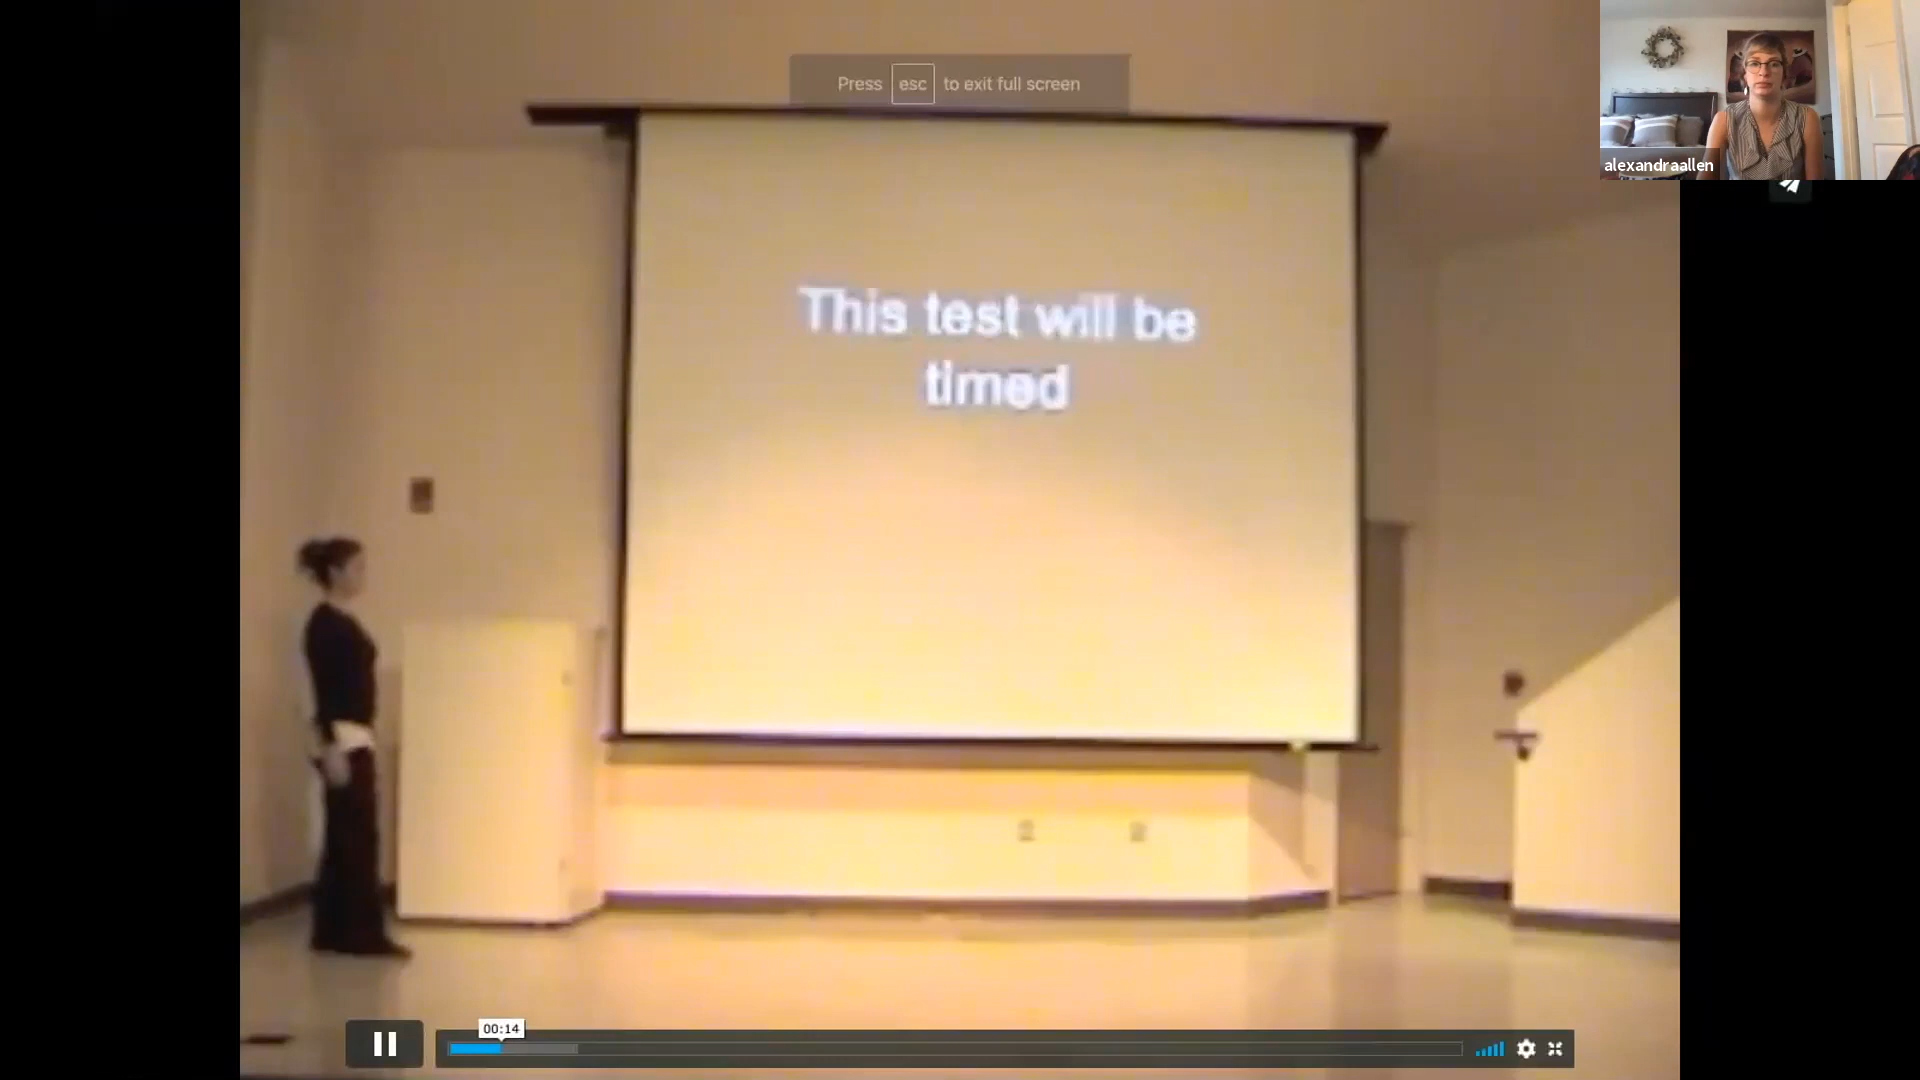 Press esc to exit full screen
alexandraallen
This test will be
timed
00:14